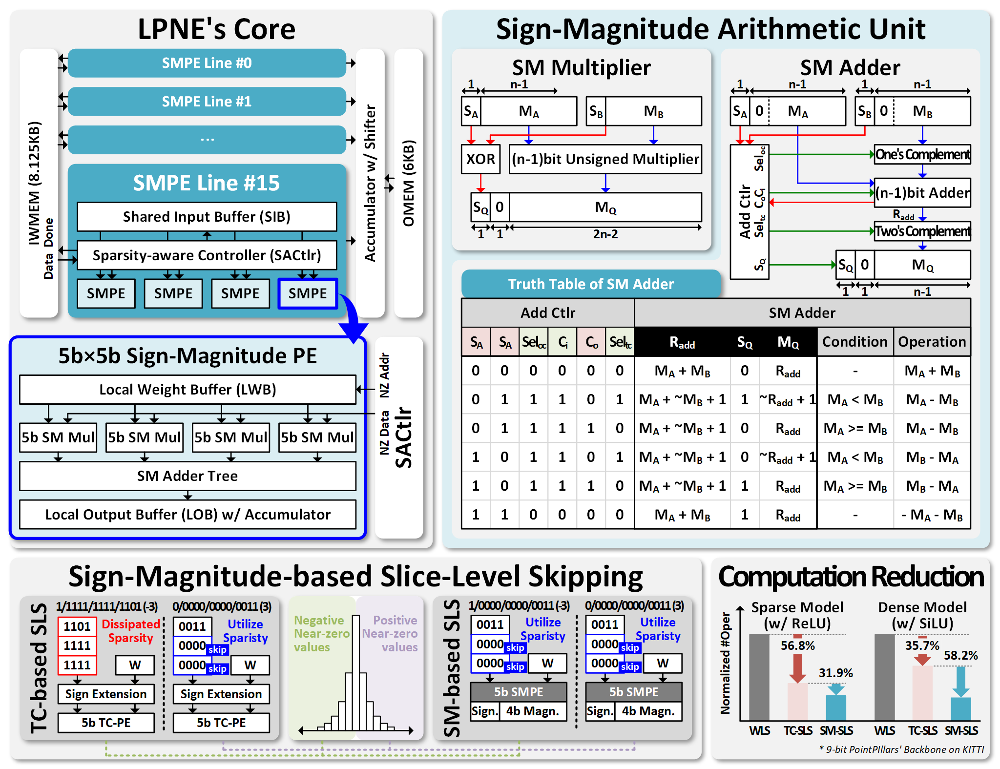 LPNE's Core
IWMEM (8.125KB)
Data Done
SMPE Line #0
SMPE Line #1
...
SMPE Line #15
Shared Input Buffer (SIB)
Sparsity-aware Controller (SACtlr)
SMPE SMPE SMPE SMPE
Accumulator w/ Shifter
OMEM (6KB)
5b×5b Sign-Magnitude PE
Local Weight Buffer (LWB)
5b SM Mul 5b SM Mul 5b SM Mul 5b SM Mul
SM Adder Tree
Local Output Buffer (LOB) w/ Accumulator
NZ Data NZ Addr
SACtlr
Sign-Magnitude Arithmetic Unit
SM Multiplier
1 n-1
SA MA SB MB
XOR (n-1)bit Unsigned Multiplier
SQ 0 MQ
1 1 2n-2
SM Adder
1 n-1 1 n-1
SA 0 MA SB 0 MB
Add Ctlr
Seloc
Ci
Co
Seltc
SQ
One's Complement
(n-1)bit Adder
Radd
Two's Complement
SQ 0 MQ
1 1 n-1
Truth Table of SM Adder
Add Ctlr SM Adder
SA SA Seloc Ci Co Seltc Radd SQ MQ Condition Operation
0 0 0 0 0 0 MA + MB 0 Radd - MA + MB
0 1 1 1 0 1 MA + ~MB + 1 1 ~Radd + 1 MA < MB MA - MB
0 1 1 1 1 0 MA + ~MB + 1 0 Radd MA >= MB MA - MB
1 0 1 1 0 1 MA + ~MB + 1 0 ~Radd + 1 MA < MB MB - MA
1 0 1 1 1 0 MA + ~MB + 1 1 Radd MA >= MB MB - MA
1 1 0 0 0 0 MA + MB 1 Radd - - MA - MB
Sign-Magnitude-based Slice-Level Skipping
TC-based SLS
1/1111/1111/1101 (-3)
1101
1111
1111
Dissipated
Sparsity
W
Sign Extension
5b TC-PE
0/0000/0000/0011 (3)
0011
0000 skip
0000 skip
Utilize
Sparisty
W
Sign Extension
5b TC-PE
Negative
Near-zero
values
Positive
Near-zero
values
SM-based SLS
1/0000/0000/0011 (-3)
0011
0000 skip
0000 skip
Utilize
Sparisty
W
5b SMPE
Sign. 4b Magn.
0/0000/0000/0011 (3)
0011
0000 skip
0000 skip
Utilize
Sparisty
W
5b SMPE
Sign. 4b Magn.
Computation Reduction
Normalized #Oper
Sparse Model
(w/ ReLU)
56.8%
31.9%
WLS TC-SLS SM-SLS
Dense Model
(w/ SiLU)
35.7%
58.2%
WLS TC-SLS SM-SLS
* 9-bit PointPIllars' Backbone on KITTI